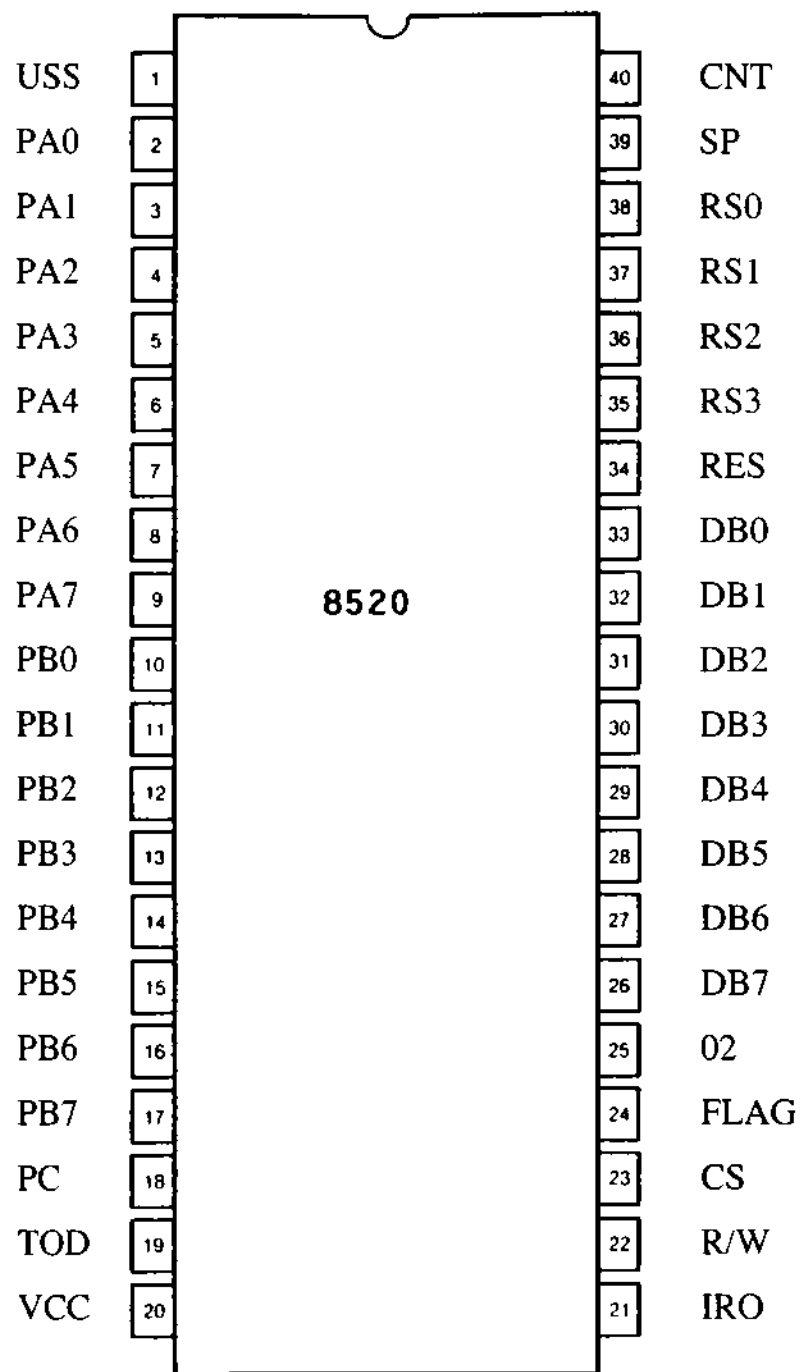 USS 1 40 CNT
PA0 2 39 SP
PA1 3 38 RS0
PA2 4 37 RS1
PA3 5 36 RS2
PA4 6 35 RS3
PA5 7 34 RES
PA6 8 33 DB0
PA7 9 8520 32 DB1
PB0 10 31 DB2
PB1 11 30 DB3
PB2 12 29 DB4
PB3 13 28 DB5
PB4 14 27 DB6
PB5 15 26 DB7
PB6 16 25 02
PB7 17 24 FLAG
PC 18 23 CS
TOD 19 22 R/W
VCC 20 21 IRO